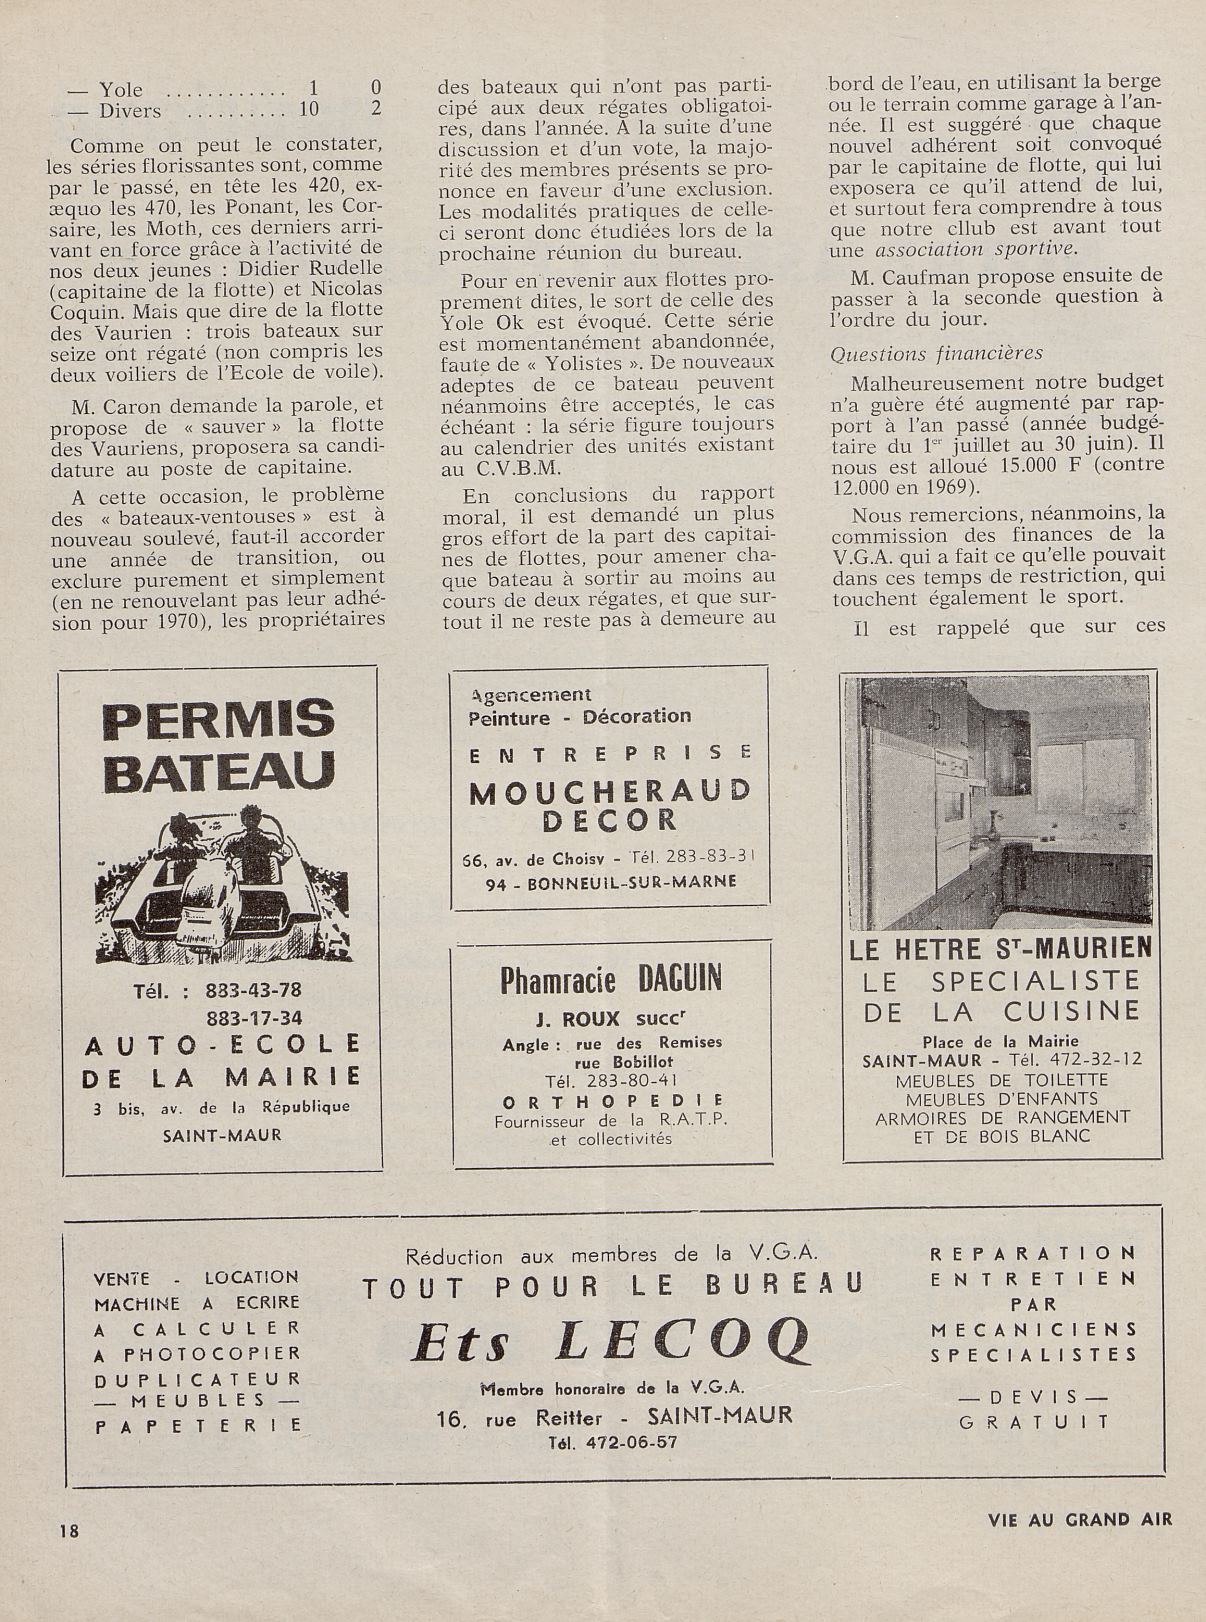 — Yole ............ 1 0
— Divers .......... 10 2
Comme on peut le constater,
les séries florissantes sont, comme
par le passé, en tête les 420, ex-
æquo les 470, les Ponant, les Cor-
saire, les Moth, ces derniers arri-
vant en force grâce à l'activité de
nos deux jeunes : Didier Rudelle
(capitaine de la flotte) et Nicolas
Coquin. Mais que dire de la flotte
des Vaurien : trois bateaux sur
seize ont régaté (non compris les
deux voiliers de l'Ecole de voile).
M. Caron demande la parole, et
propose de « sauver » la flotte
des Vauriens, proposera sa candi-
dature au poste de capitaine.
A cette occasion, le problème
des « bateaux-ventouses » est à
nouveau soulevé, faut-il accorder
une année de transition, ou
exclure purement et simplement
(en ne renouvelant pas leur adhé-
sion pour 1970), les propriétaires
des bateaux qui n'ont pas parti-
cipé aux deux régates obligatoi-
res, dans l'année. A la suite d'une
discussion et d'un vote, la majo-
rité des membres présents se pro-
nonce en faveur d'une exclusion.
Les modalités pratiques de celle-
ci seront donc étudiées lors de la
prochaine réunion du bureau.
Pour en revenir aux flottes pro-
prement dites, le sort de celle des
Yole Ok est évoqué. Cette série
est momentanément abandonnée,
faute de « Yolistes ». De nouveaux
adeptes de ce bateau peuvent
néanmoins être acceptés, le cas
échéant : la série figure toujours
au calendrier des unités existant
au C.V.B.M.
En conclusions du rapport
moral, il est demandé un plus
gros effort de la part des capitai-
nes de flottes, pour amener cha-
que bateau à sortir au moins au
cours de deux régates, et que sur-
tout il ne reste pas à demeure au
bord de l'eau, en utilisant la berge
ou le terrain comme garage à l'an-
née. Il est suggéré que chaque
nouvel adhérent soit convoqué
par le capitaine de flotte, qui lui
exposera ce qu'il attend de lui,
et surtout fera comprendre à tous
que notre cllub est avant tout
une association sportive.
M. Caufman propose ensuite de
passer à la seconde question à
l'ordre du jour.
Questions financières
Malheureusement notre budget
n'a guère été augmenté par rap-
port à l'an passé (année budgé-
taire du 1er juillet au 30 juin). Il
nous est alloué 15.000 F (contre
12.000 en 1969).
Nous remercions, néanmoins, la
commission des finances de la
V.G.A. qui a fait ce qu'elle pouvait
dans ces temps de restriction, qui
touchent également le sport.
Il est rappelé que sur ces
PERMIS
BATEAU
Tél. : 883-43-78
883-17-34
AUTO-ECOLE
DE LA MAIRIE
3 bis, av. de la République
SAINT-MAUR
Agencement
Peinture - Décoration
ENTREPRISE
MOUCHERAUD
DECOR
66, av. de Choisy - Tél. 283-83-31
94 - BONNEUIL-SUR-MARNE
Phamracie DAGUIN
J. ROUX succr
Angle : rue des Remises
rue Bobillot
Tél. 283-80-41
ORTHOPEDIE
Fournisseur de la R.A.T.P.
et collectivités
LE HETRE ST-MAURIEN
LE SPECIALISTE
DE LA CUISINE
Place de la Mairie
SAINT-MAUR - Tél. 472-32-12
MEUBLES DE TOILETTE
MEUBLES D'ENFANTS
ARMOIRES DE RANGEMENT
ET DE BOIS BLANC
VENTE - LOCATION
MACHINE A ECRIRE
A CALCULER
A PHOTOCOPIER
DUPLICATEUR
— MEUBLES —
PAPETERIE
Réduction aux membres de la V.G.A.
TOUT POUR LE BUREAU
Ets LECOQ
Membre honoraire de la V.G.A.
16, rue Reitter - SAINT-MAUR
Tél. 472-06-57
REPARATION
ENTRETIEN
PAR
MECANICIENS
SPECIALISTES
— DEVIS —
GRATUIT
18
VIE AU GRAND AIR